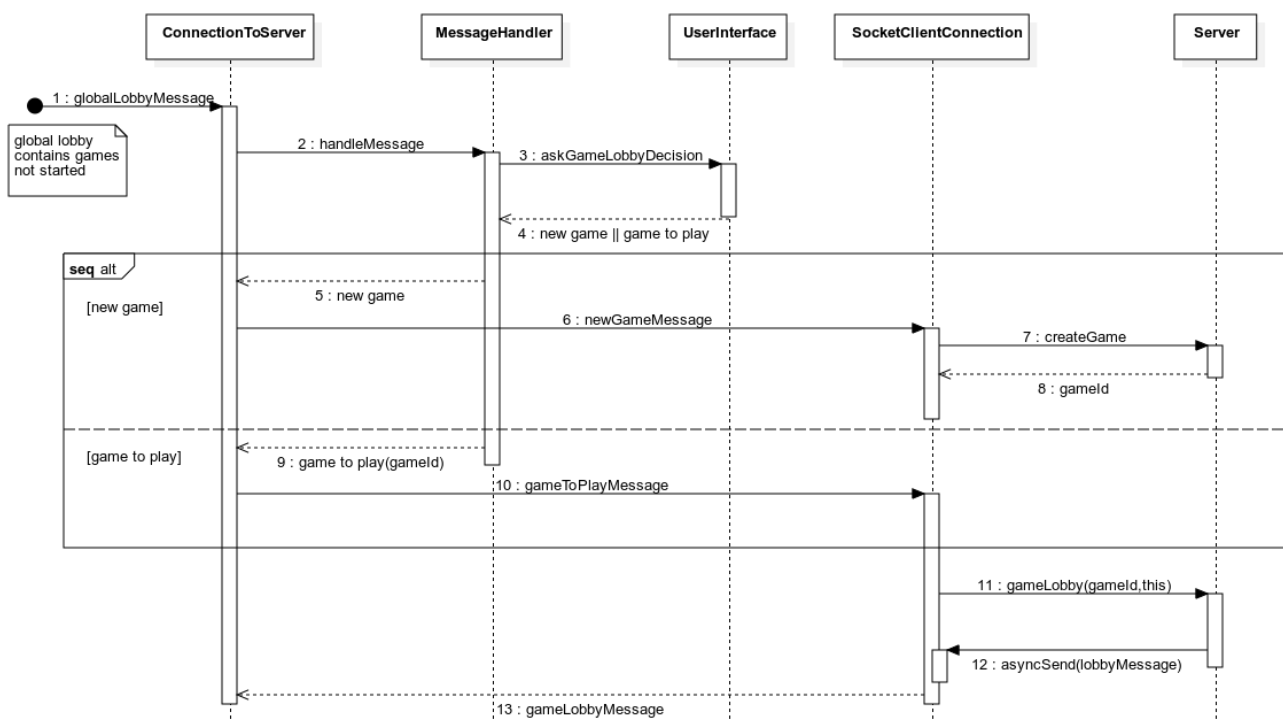 ConnectionToServer
MessageHandler
UserInterface
SocketClientConnection
Server
1 : globalLobbyMessage
global lobby
contains games
not started
2 : handleMessage
3 : askGameLobbyDecision
4 : new game || game to play
seq alt
5 : new game
[new game]
6 : newGameMessage
7 : createGame
8 : gameId
[game to play]
9 : game to play(gameId)
10 : gameToPlayMessage
11 : gameLobby(gameId,this)
12 : asyncSend(lobbyMessage)
13 : gameLobbyMessage